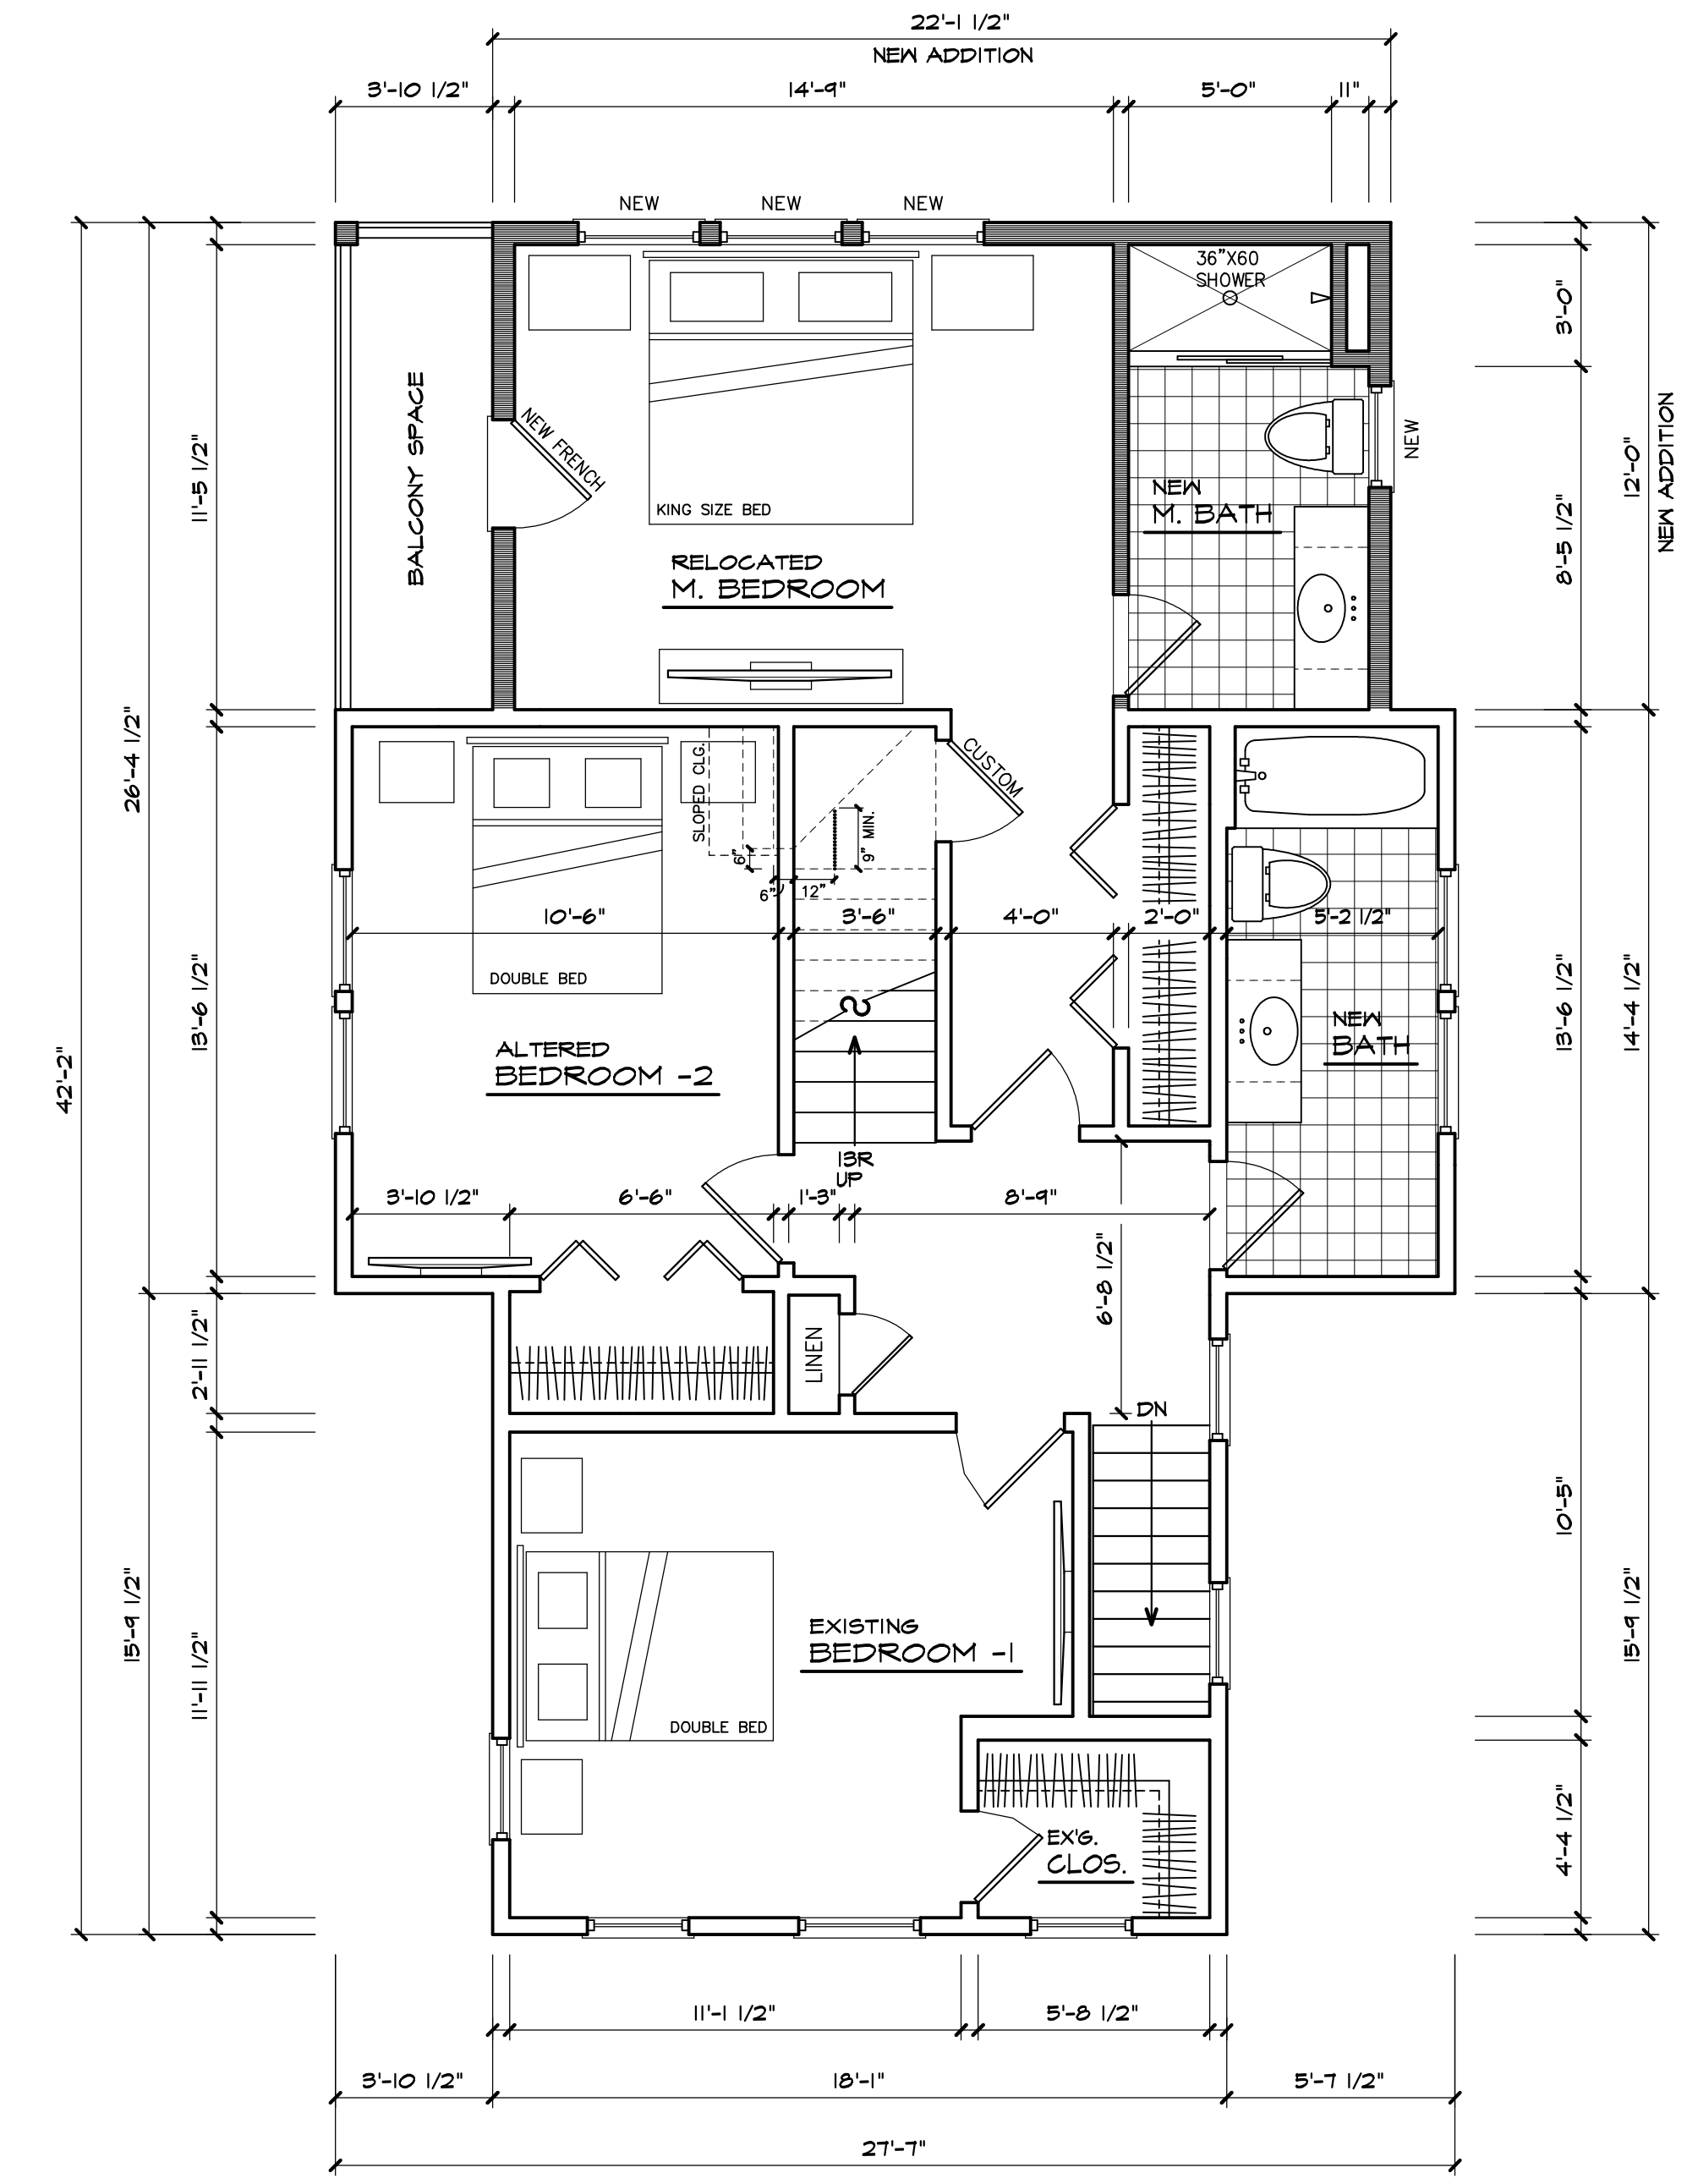 22'-1 1/2"
NEW ADDITION
3'-10 1/2"
14'-9"
5'-0"
11"
NEW
NEW
NEW
36"X60
SHOWER
3'-0"
BALCONY SPACE
NEW FRENCH
KING SIZE BED
NEW
NEW
M. BATH
11'-5 1/2"
8'-5 1/2"
12'-0"
NEW ADDITION
RELOCATED
M. BEDROOM
26'-4 1/2"
SLOPED CLG.
CUSTOM
6"
9" MIN.
6"
12"
10'-6"
3'-6"
4'-0"
2'-0"
5'-2 1/2"
DOUBLE BED
13'-6 1/2"
13'-6 1/2"
14'-4 1/2"
NEW
BATH
ALTERED
BEDROOM -2
42'-2"
13R
UP
3'-10 1/2"
6'-6"
1'-3"
8'-9"
6'-8 1/2"
2'-11 1/2"
LINEN
DN
10'-5"
15'-9 1/2"
11'-11 1/2"
15'-9 1/2"
EXISTING
BEDROOM -1
DOUBLE BED
EX'G.
CLOS.
4'-4 1/2"
11'-1 1/2"
5'-8 1/2"
3'-10 1/2"
18'-1"
5'-7 1/2"
27'-7"